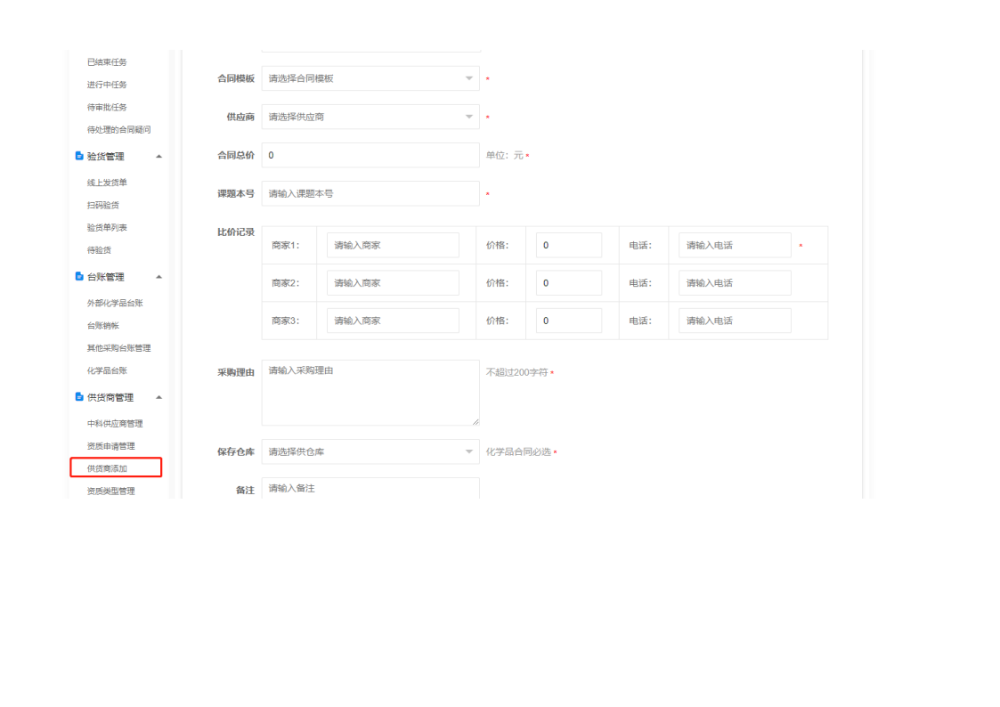 已结束任务
进行中任务
待审批任务
待处理的合同疑问
验货管理
线上发货单
扫码验货
验货单列表
待验货
台账管理
外部化学品台账
台账销帐
其他采购台账管理
化学品台账
供货商管理
中科供应商管理
资质申请管理
供货商添加
资质类型管理
合同模板 请选择合同模板 *
供应商 请选择供应商 *
合同总价 0 单位：元 *
课题本号 请输入课题本号 *
比价记录
商家1： 请输入商家 价格： 0 电话： 请输入电话 *
商家2： 请输入商家 价格： 0 电话： 请输入电话
商家3： 请输入商家 价格： 0 电话： 请输入电话
采购理由 请输入采购理由 不超过200字符 *
保存仓库 请选择供仓库 化学品合同必选 *
备注 请输入备注